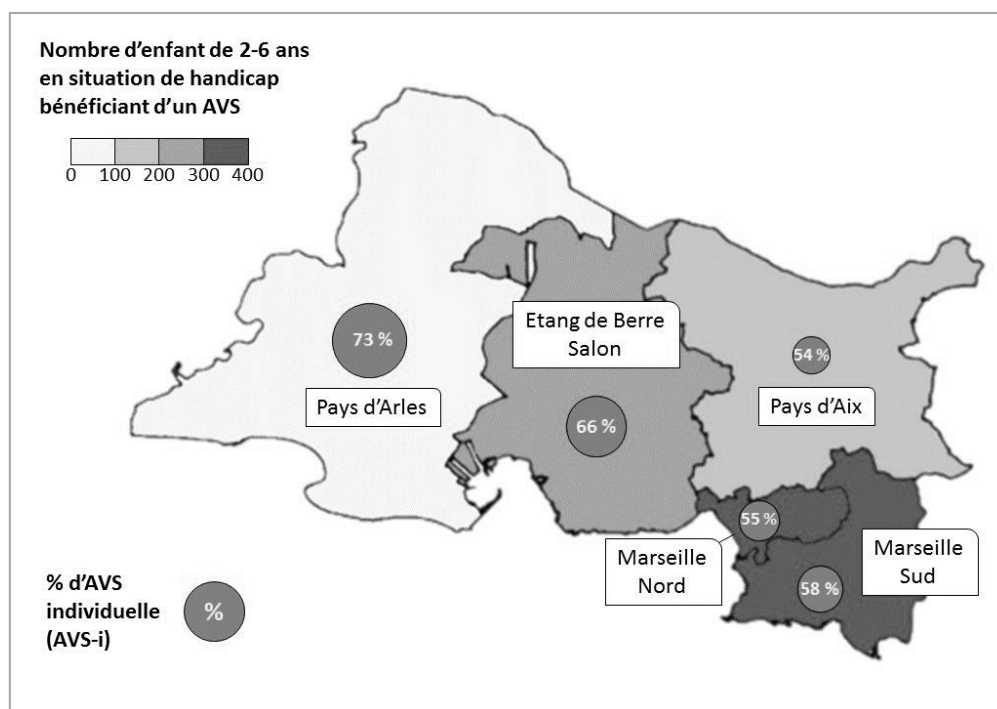 Nombre d'enfant de 2-6 ans
en situation de handicap
bénéficiant d'un AVS
0 100 200 300 400
Etang de Berre
Salon
73 %
54 %
Pays d'Arles
Pays d'Aix
66 %
55 %
Marseille
Nord
Marseille
Sud
58 %
% d'AVS
individuelle
(AVS-i)
%